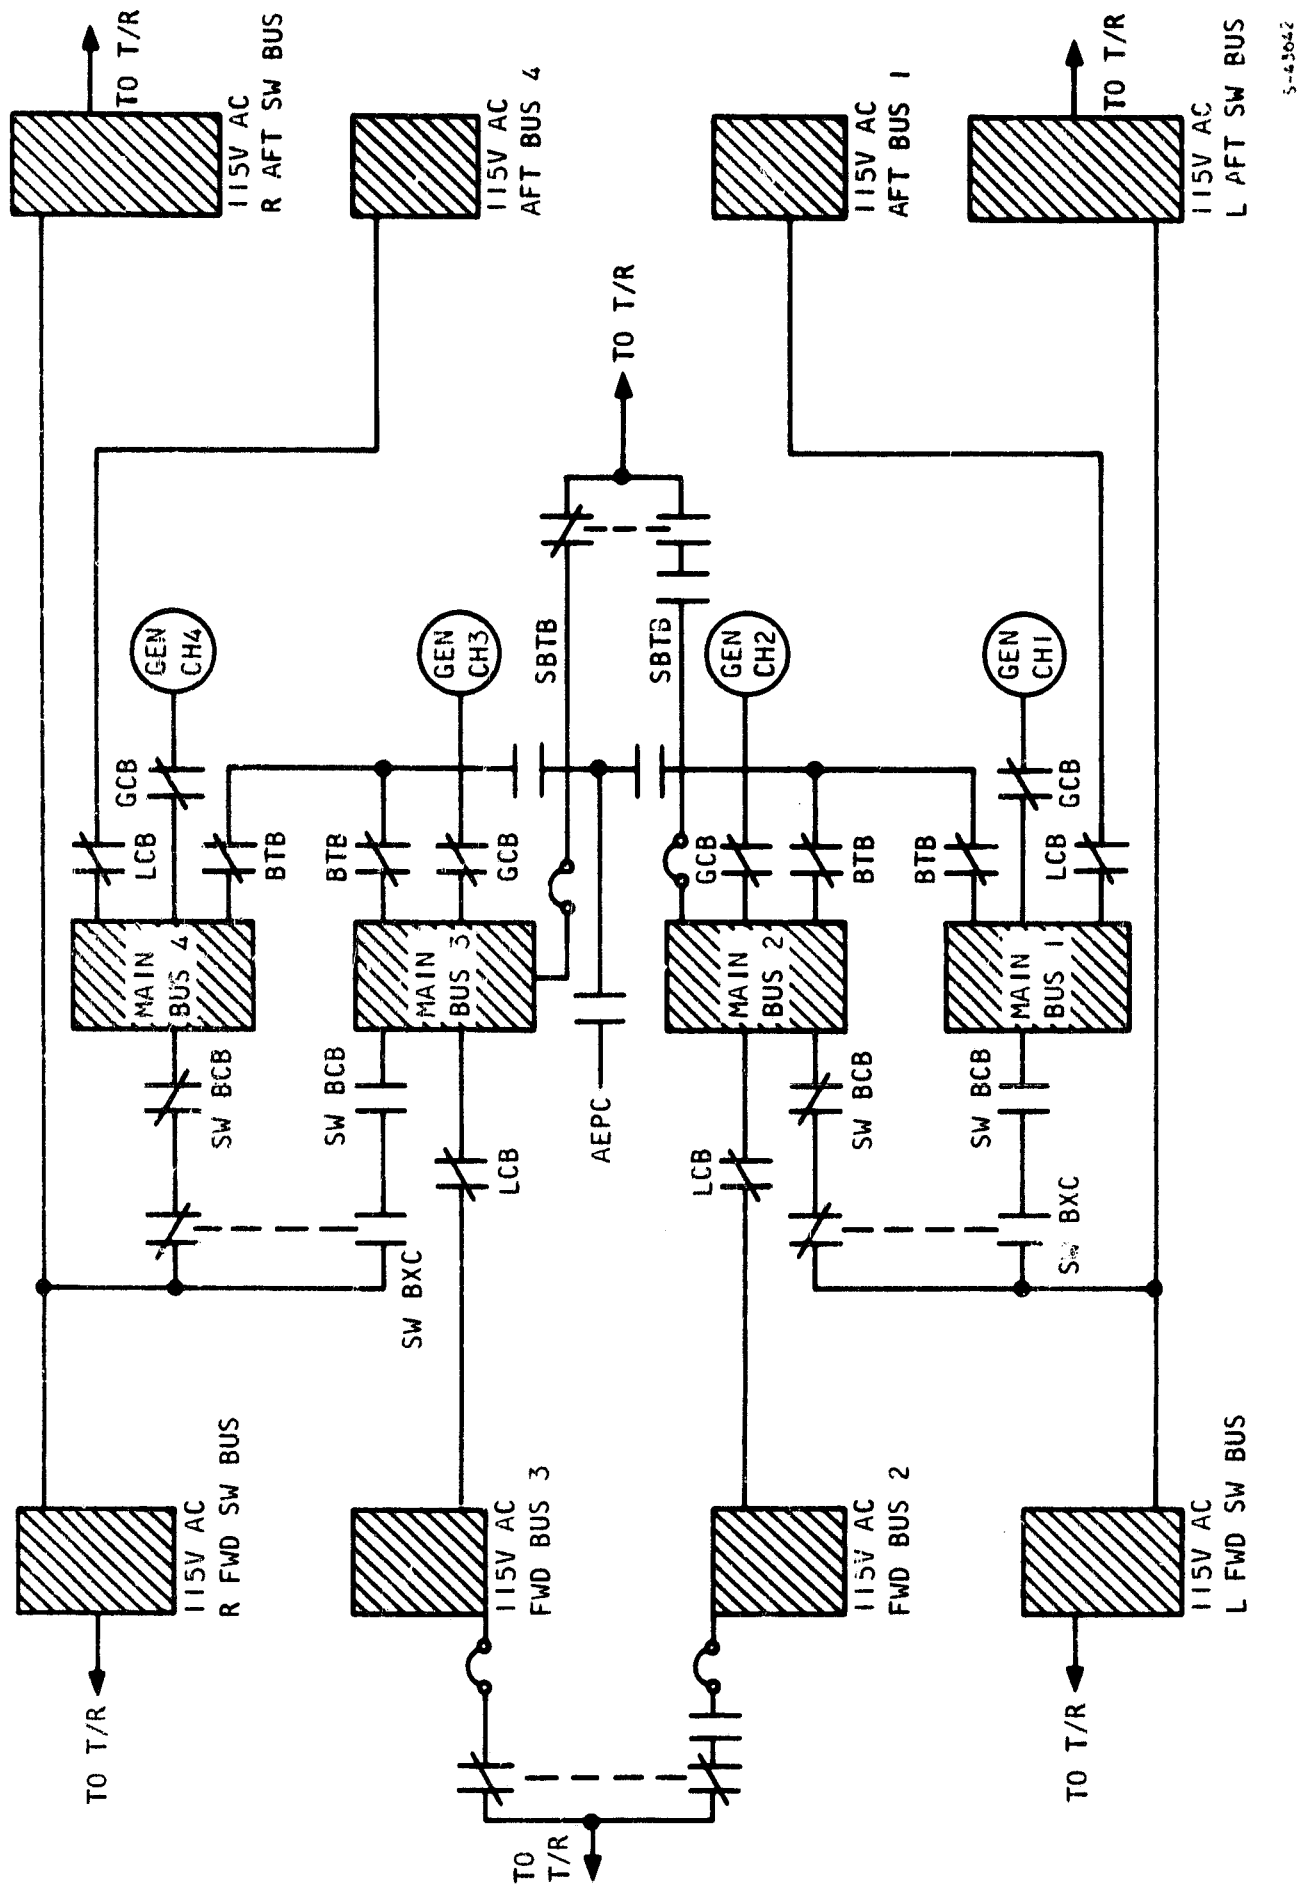 TO T/R
115V AC
R FWD SW BUS
115V AC
FWD BUS 3
TO
T/R
115V AC
FWD BUS 2
TO T/R
115V AC
L FWD SW BUS
SW BCB
SW BCB
SW BXC
LCB
AEPC
LCB
SW BCB
SW BCB
SW BXC
MAIN
BUS 4
MAIN
BUS 3
MAIN
BUS 2
MAIN
BUS 1
LCB
GCB
BTB
BTB
GCB
GCB
BTB
BTB
GCB
LCB
GEN
CH4
GEN
CH3
SBTB
SBTB
GEN
CH2
GEN
CH1
TO T/R
TO T/R
115V AC
R AFT SW BUS
115V AC
AFT BUS 4
115V AC
AFT BUS 1
TO T/R
115V AC
L AFT SW BUS
S-43642